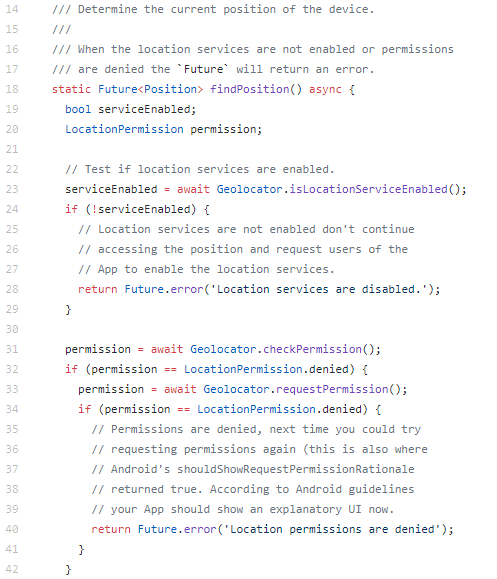 14 /// Determine the current position of the device.
15 ///
16 /// When the location services are not enabled or permissions
17 /// are denied the `Future` will return an error.
18 static Future<Position> findPosition() async {
19 bool serviceEnabled;
20 LocationPermission permission;
21
22 // Test if location services are enabled.
23 serviceEnabled = await Geolocator.isLocationServiceEnabled();
24 if (!serviceEnabled) {
25 // Location services are not enabled don't continue
26 // accessing the position and request users of the
27 // App to enable the location services.
28 return Future.error('Location services are disabled.');
29 }
30
31 permission = await Geolocator.checkPermission();
32 if (permission == LocationPermission.denied) {
33 permission = await Geolocator.requestPermission();
34 if (permission == LocationPermission.denied) {
35 // Permissions are denied, next time you could try
36 // requesting permissions again (this is also where
37 // Android's shouldShowRequestPermissionRationale
38 // returned true. According to Android guidelines
39 // your App should show an explanatory UI now.
40 return Future.error('Location permissions are denied');
41 }
42 }